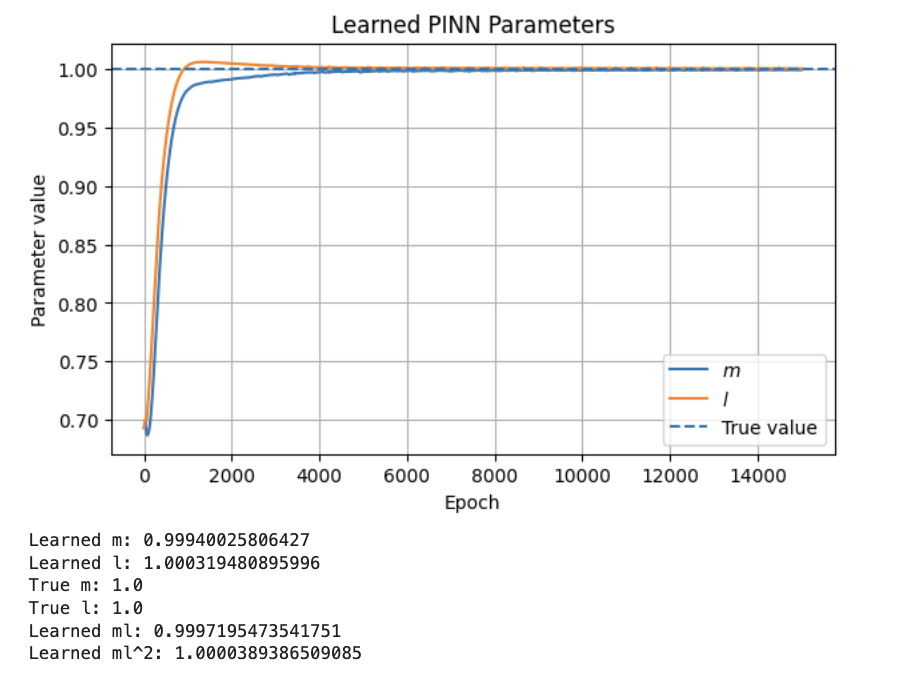 Learned PINN Parameters
1.00
0.95
0.90
0.85
0.80
0.75
0.70
Parameter value
0 2000 4000 6000 8000 10000 12000 14000
Epoch
m
l
True value
Learned m: 0.99940025806427
Learned l: 1.000319480895996
True m: 1.0
True l: 1.0
Learned ml: 0.9997195473541751
Learned ml^2: 1.0000389386509085